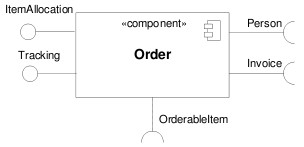 ItemAllocation
Tracking
«component»
Order
Person
Invoice
OrderableItem